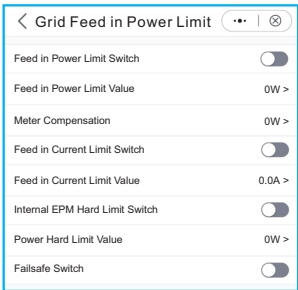 Grid Feed in Power Limit
Feed in Power Limit Switch
Feed in Power Limit Value 0W >
Meter Compensation 0W >
Feed in Current Limit Switch
Feed in Current Limit Value 0.0A >
Internal EPM Hard Limit Switch
Power Hard Limit Value 0W >
Failsafe Switch